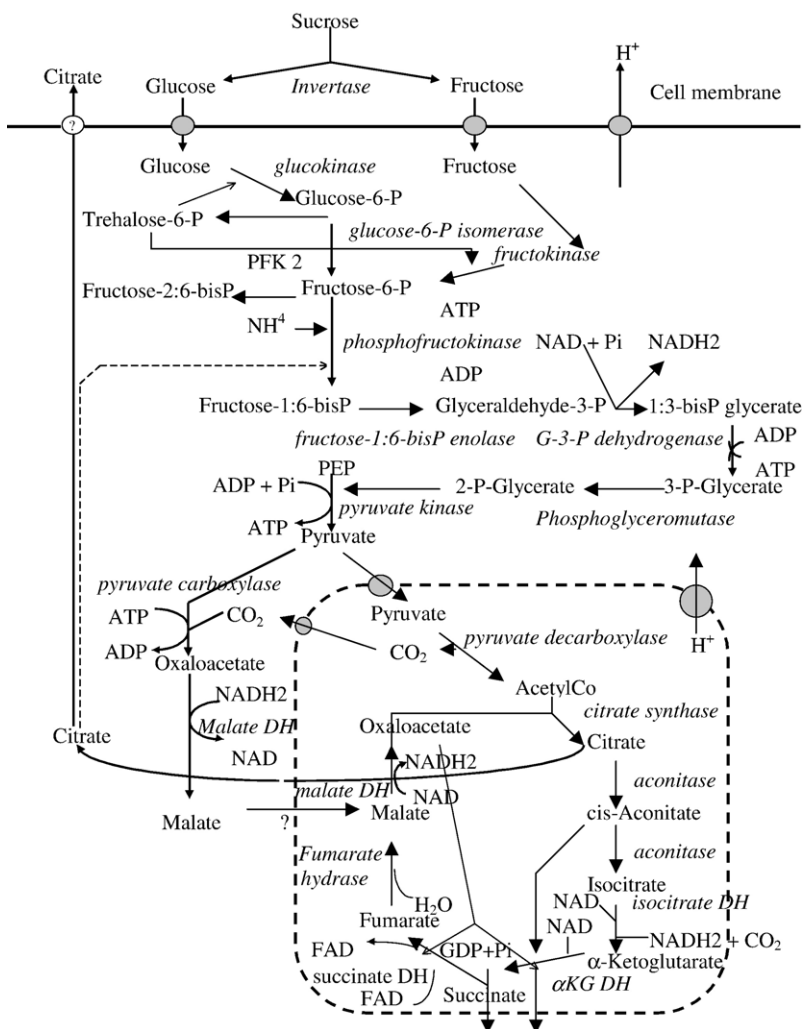 Sucrose
Citrate Glucose Invertase Fructose H+ Cell membrane
?
Glucose glucokinase Fructose
Glucose-6-P
Trehalose-6-P
glucose-6-P isomerase
PFK 2 fructokinase
Fructose-2:6-bisP Fructose-6-P
ATP
NH4
phosphofructokinase NAD + Pi NADH2
ADP
Fructose-1:6-bisP Glyceraldehyde-3-P 1:3-bisP glycerate
fructose-1:6-bisP enolase G-3-P dehydrogenase ADP
PEP ATP
ADP + Pi 2-P-Glycerate 3-P-Glycerate
pyruvate kinase Phosphoglyceromutase
ATP
Pyruvate
pyruvate carboxylase
ATP CO2 Pyruvate
pyruvate decarboxylase H+
ADP CO2
Oxaloacetate
NADH2 AcetylCo
Malate DH Oxaloacetate citrate synthase
Citrate Citrate
NAD NADH2
malate DH NAD aconitase
Malate ? Malate cis-Aconitate
Fumarate aconitase
hydrase
Isocitrate
H2O NAD isocitrate DH
Fumarate NAD
FAD GDP+Pi NADH2 + CO2
α-Ketoglutarate
succinate DH αKG DH
FAD Succinate